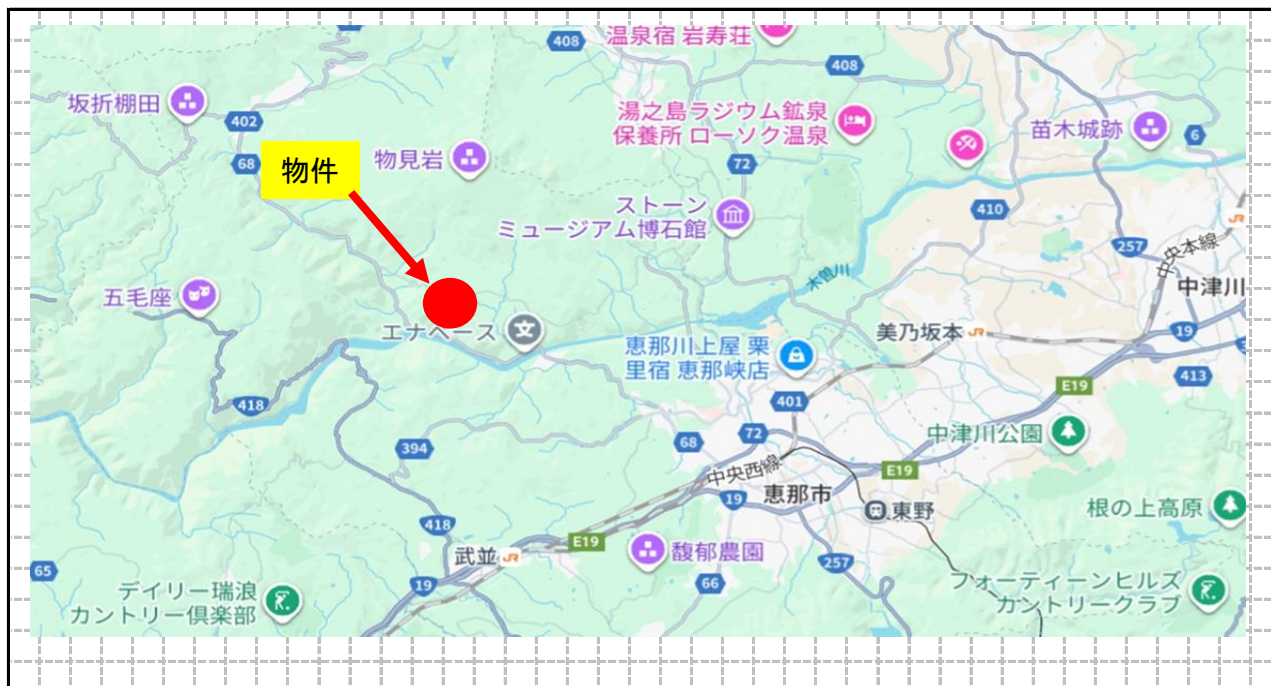 408
温泉宿 岩寿荘
408
坂折棚田
402
湯之島ラジウム鉱泉
保養所 ローソク温泉
苗木城跡
6
68
物件
物見岩
72
ストーン
ミュージアム博石館
410
257
JR
中央本線
中津川
木曽川
五毛座
エナベース
恵那川上屋 栗
里宿 恵那峡店
美乃坂本 JR
19
413
E19
418
401
394
68
72
中津川公園
中央西線
E19
19
恵那市
東野
根の上高原
418
武並 JR
E19
馥郁農園
257
65
19
66
デイリー瑞浪
カントリー倶楽部
フォーティーンヒルズ
カントリークラブ